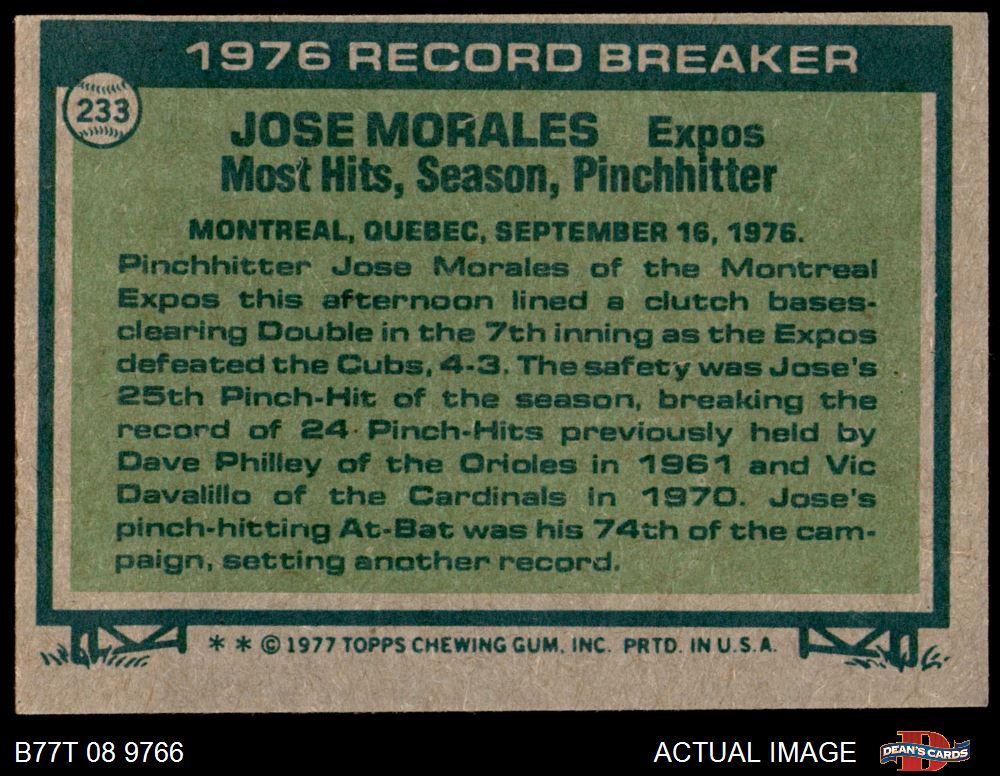 1976 RECORD BREAKER
233
JOSE MORALES Expos
Most Hits, Season, Pinchhitter
MONTREAL, QUEBEC, SEPTEMBER 16, 1976.
Pinchhitter Jose Morales of the Montreal
Expos this afternoon lined a clutch bases-
clearing Double in the 7th inning as the Expos
defeated the Cubs, 4-3. The safety was Jose's
25th Pinch-Hit of the season, breaking the
record of 24 Pinch-Hits previously held by
Dave Philley of the Orioles in 1961 and Vic
Davalillo of the Cardinals in 1970. Jose's
pinch-hitting At-Bat was his 74th of the cam-
paign, setting another record.
* * © 1977 TOPPS CHEWING GUM, INC. PRTD. IN U.S.A.
B77T 08 9766
ACTUAL IMAGE
D
DEAN'S CARDS